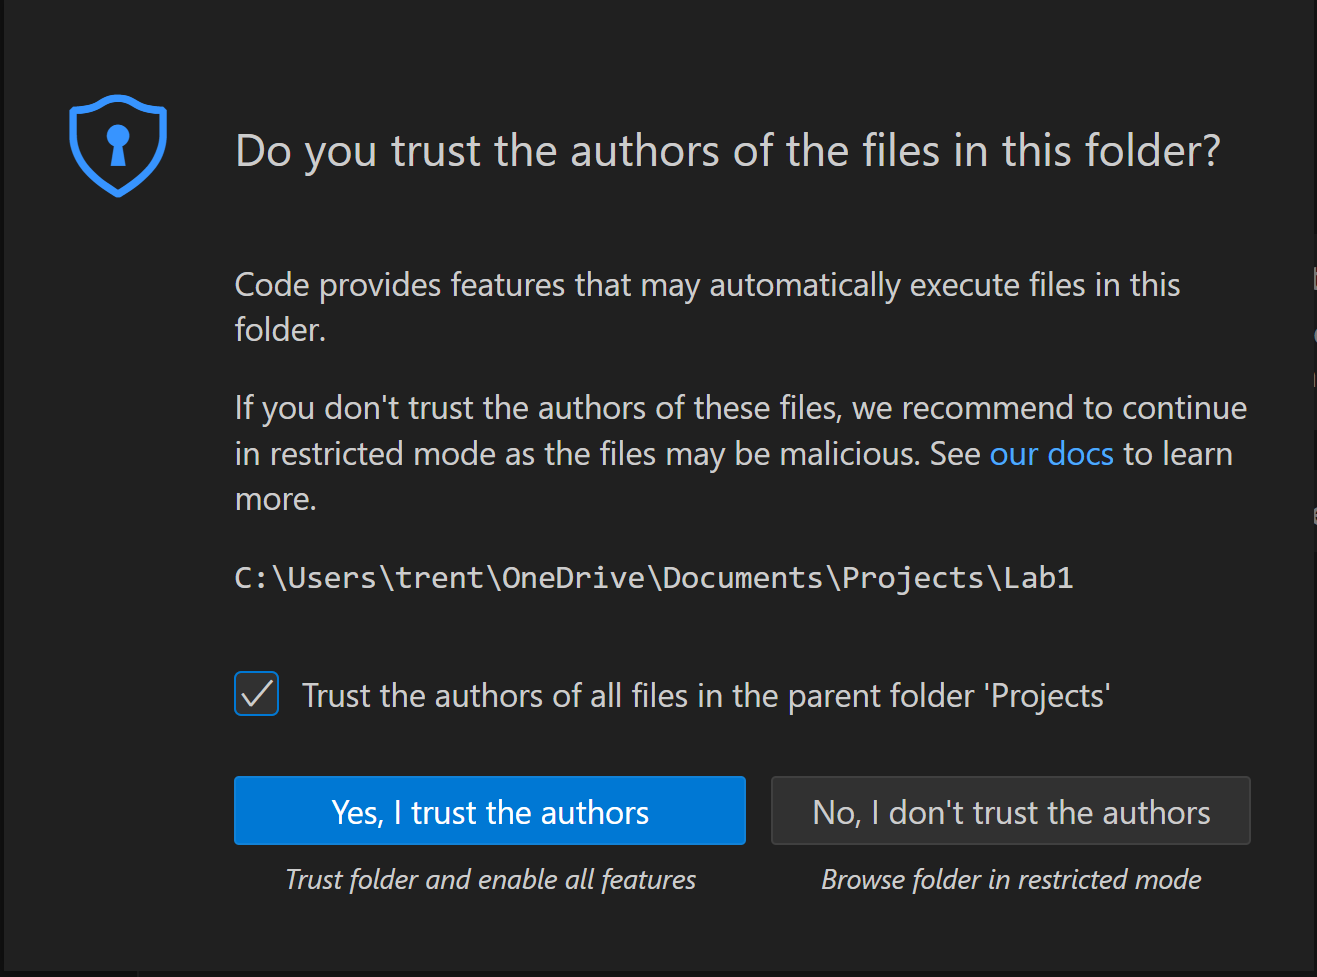 Do you trust the authors of the files in this folder?
Code provides features that may automatically execute files in this
folder.
If you don't trust the authors of these files, we recommend to continue
in restricted mode as the files may be malicious. See our docs to learn
more.
C:\Users\trent\OneDrive\Documents\Projects\Lab1
Trust the authors of all files in the parent folder 'Projects'
Yes, I trust the authors
No, I don't trust the authors
Trust folder and enable all features
Browse folder in restricted mode